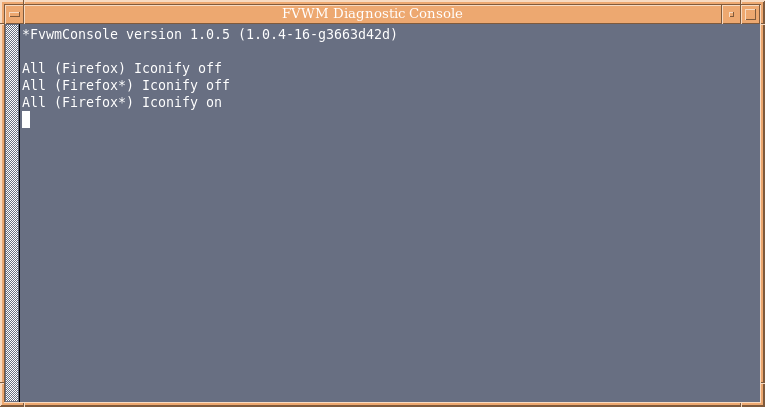 FVWM Diagnostic Console
*FvwmConsole version 1.0.5 (1.0.4-16-g3663d42d)
All (Firefox) Iconify off
All (Firefox*) Iconify off
All (Firefox*) Iconify on